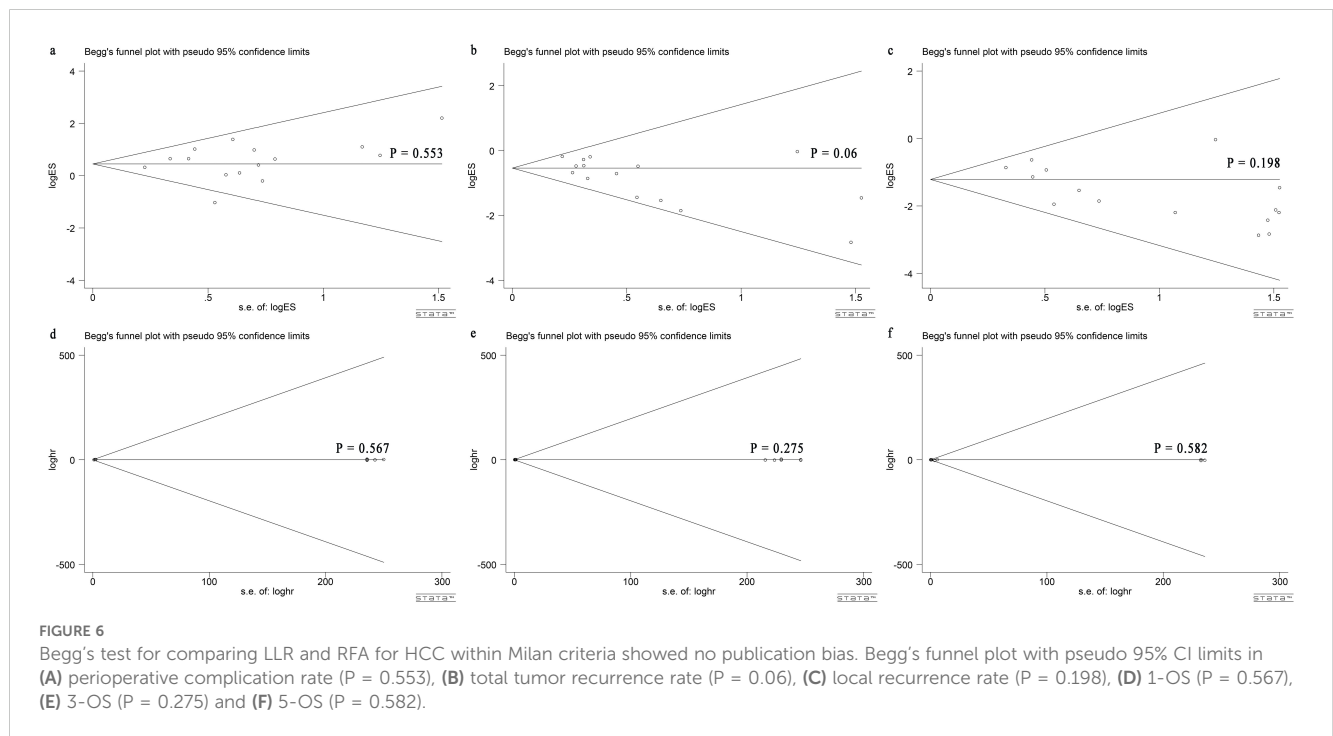 a Begg's funnel plot with pseudo 95% confidence limits
4
2
0
-2
-4
logES
P = 0.553
0 .5 1 1.5
s.e. of: logES
STATA™
b Begg's funnel plot with pseudo 95% confidence limits
2
0
-2
-4
logES
P = 0.06
0 .5 1 1.5
s.e. of: logES
STATA™
c Begg's funnel plot with pseudo 95% confidence limits
2
0
-2
-4
logES
P = 0.198
0 .5 1 1.5
s.e. of: logES
STATA™
d Begg's funnel plot with pseudo 95% confidence limits
500
0
-500
loghr
P = 0.567
0 100 200 300
s.e. of: loghr
STATA™
e Begg's funnel plot with pseudo 95% confidence limits
500
0
-500
loghr
P = 0.275
0 100 200 300
s.e. of: loghr
STATA™
f Begg's funnel plot with pseudo 95% confidence limits
500
0
-500
loghr
P = 0.582
0 100 200 300
s.e. of: loghr
STATA™
FIGURE 6
Begg's test for comparing LLR and RFA for HCC within Milan criteria showed no publication bias. Begg's funnel plot with pseudo 95% CI limits in
(A) perioperative complication rate (P = 0.553), (B) total tumor recurrence rate (P = 0.06), (C) local recurrence rate (P = 0.198), (D) 1-OS (P = 0.567),
(E) 3-OS (P = 0.275) and (F) 5-OS (P = 0.582).